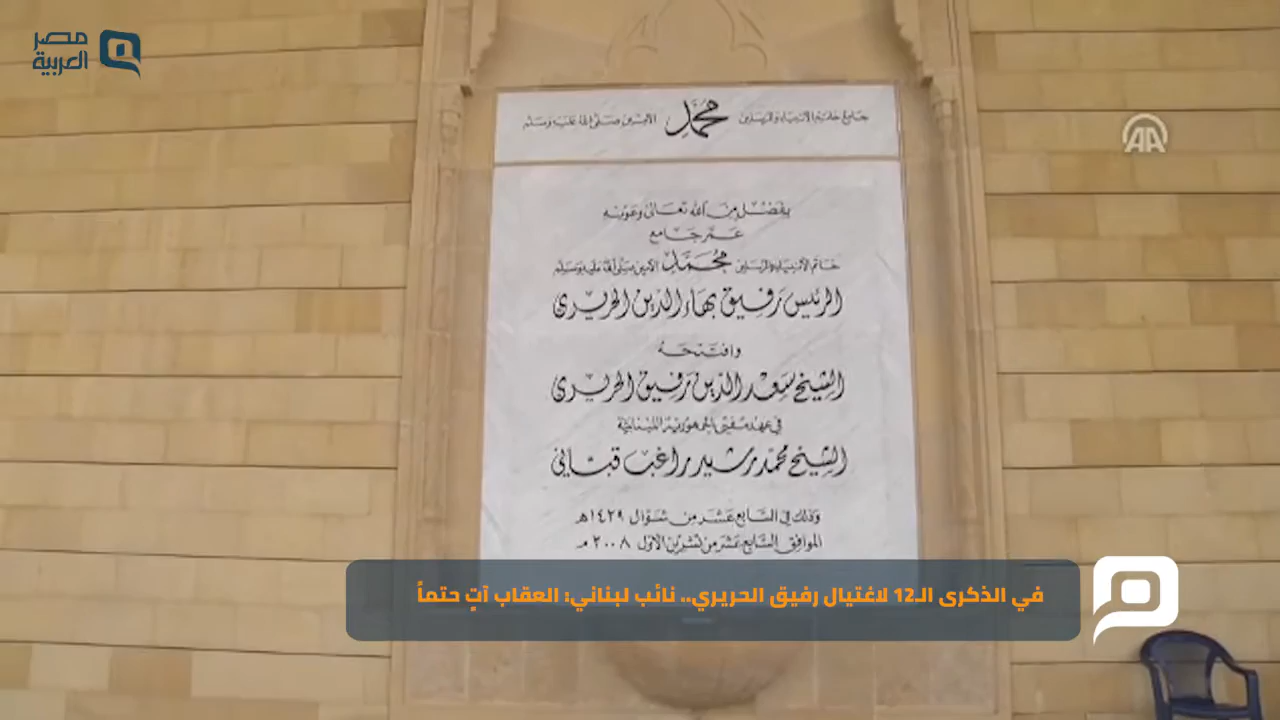 مصر
العربية
AA
جامع خاتم الأنبياء والمرسلين محمد الأمين صلى الله عليه وسلم
بفضل من الله تعالى وعونه
عمر جامع
خاتم الأنبياء والمرسلين محمد الأمين صلى الله عليه وسلم
الرئيس رفيق بهاء الدين الحريري
وافتتحه
الشيخ سعد الدين رفيق الحريري
في عهد مفتي الجمهورية اللبنانية
الشيخ محمد رشيد راغب قباني
وذلك في السابع عشر من شوال ١٤٢٩هـ
الموافق السابع عشر من تشرين الأول ٢٠٠٨ مـ
في الذكرى الـ12 لاغتيال رفيق الحريري.. نائب لبناني: العقاب آتٍ حتماً